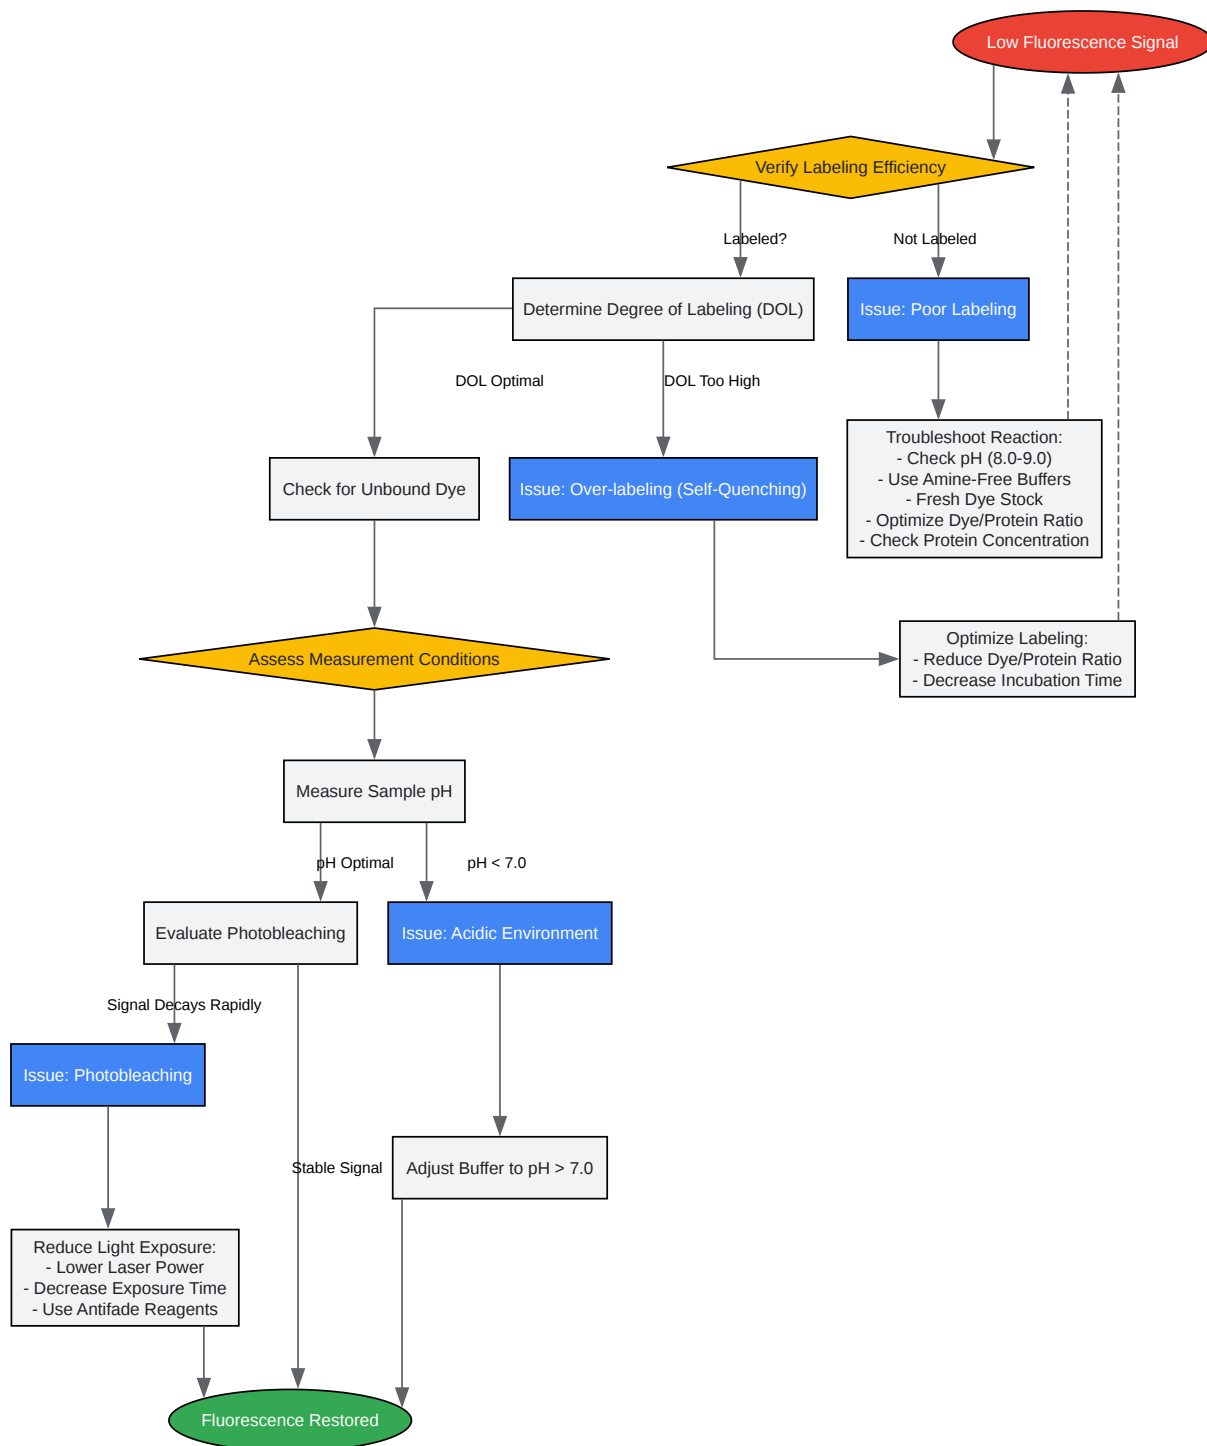 Low Fluorescence Signal
Verify Labeling Efficiency
Labeled?
Not Labeled
Determine Degree of Labeling (DOL)
Issue: Poor Labeling
DOL Optimal
DOL Too High
Troubleshoot Reaction:
- Check pH (8.0-9.0)
- Use Amine-Free Buffers
- Fresh Dye Stock
- Optimize Dye/Protein Ratio
- Check Protein Concentration
Check for Unbound Dye
Issue: Over-labeling (Self-Quenching)
Optimize Labeling:
- Reduce Dye/Protein Ratio
- Decrease Incubation Time
Assess Measurement Conditions
Measure Sample pH
pH Optimal
pH < 7.0
Evaluate Photobleaching
Issue: Acidic Environment
Signal Decays Rapidly
Issue: Photobleaching
Stable Signal
Adjust Buffer to pH > 7.0
Reduce Light Exposure:
- Lower Laser Power
- Decrease Exposure Time
- Use Antifade Reagents
Fluorescence Restored